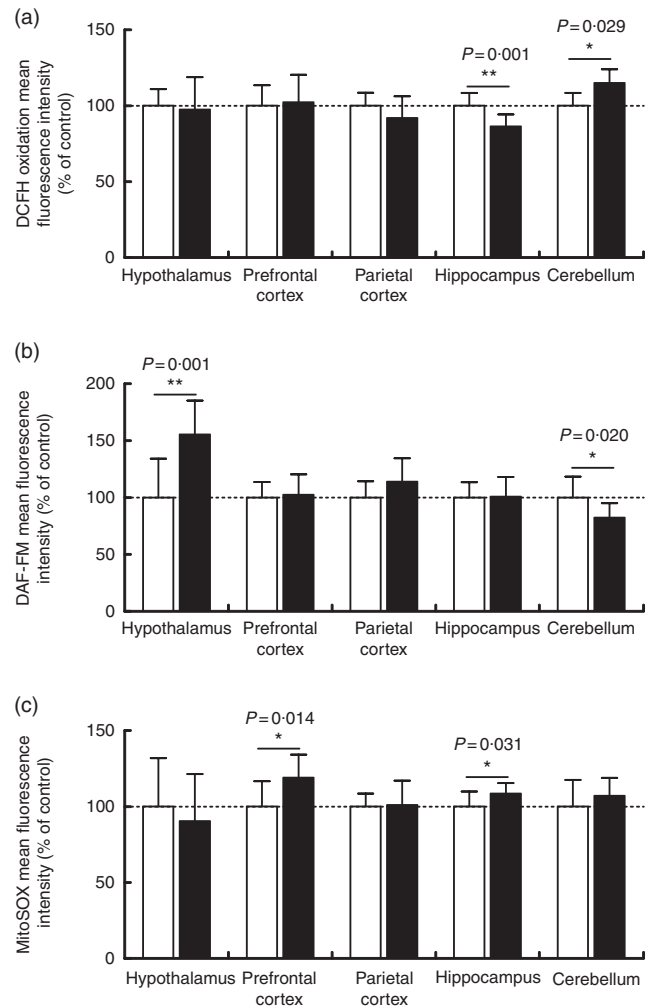 (a)
DCFH oxidation mean
fluorescence intensity
(% of control)
150
100
50
0
P=0·001
**
P=0·029
*
Hypothalamus
Prefrontal
cortex
Parietal
cortex
Hippocampus
Cerebellum
(b)
DAF-FM mean fluorescence
intensity (% of control)
200
150
100
50
0
P=0·001
**
P=0·020
*
Hypothalamus
Prefrontal
cortex
Parietal
cortex
Hippocampus
Cerebellum
(c)
MitoSOX mean fluorescence
intensity (% of control)
150
100
50
0
P=0·014
*
P=0·031
*
Hypothalamus
Prefrontal
cortex
Parietal
cortex
Hippocampus
Cerebellum